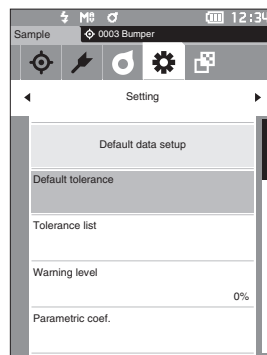 12:34
Sample
0003 Bumper
Setting
Default data setup
Default tolerance
Tolerance list
Warning level
0%
Parametric coef.